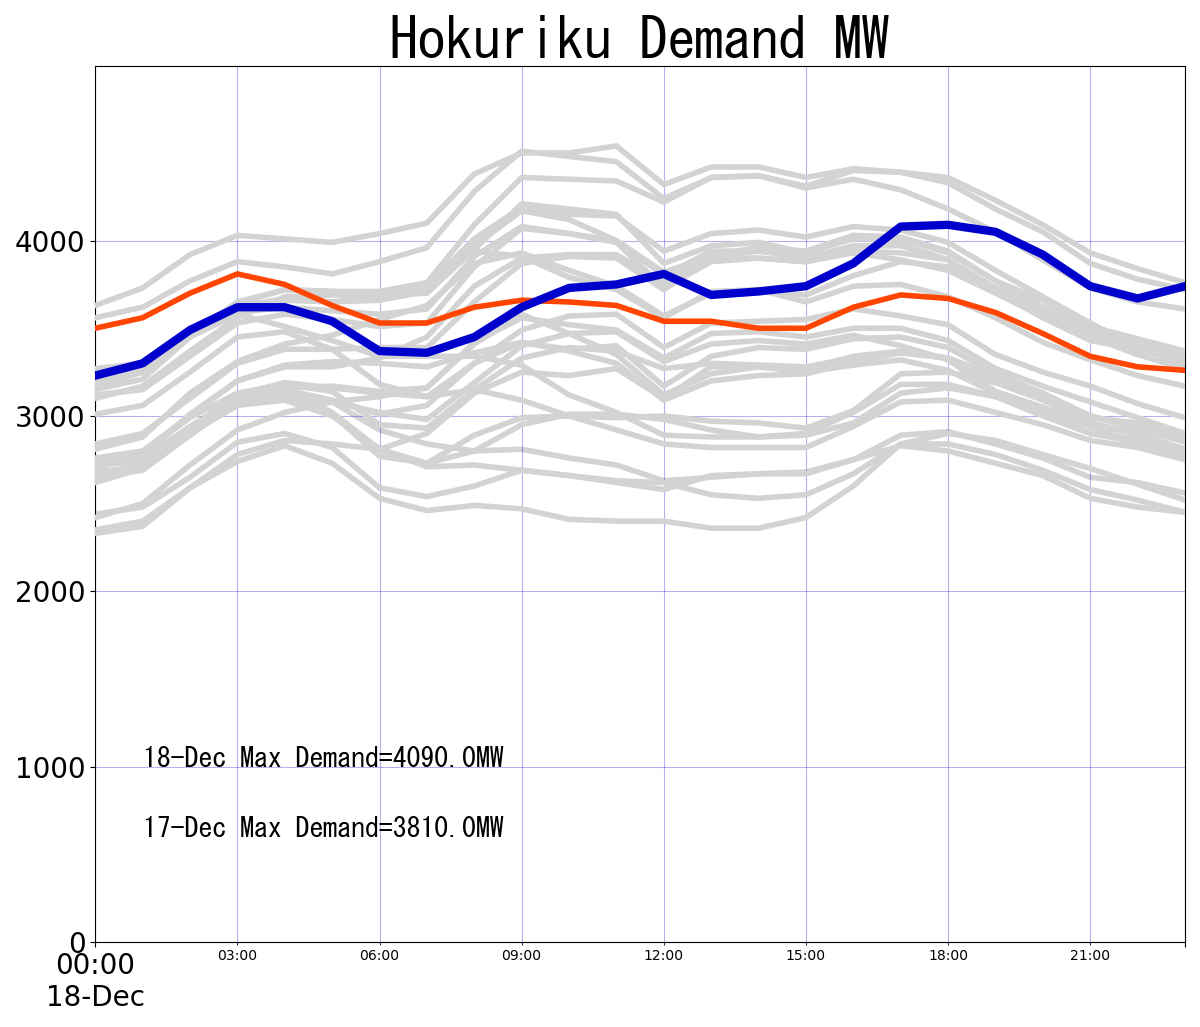 Hokuriku Demand MW
4000
3000
2000
1000
18-Dec Max Demand=4090.0MW
17-Dec Max Demand=3810.0MW
0
00:00 03:00 06:00 09:00 12:00 15:00 18:00 21:00
18-Dec